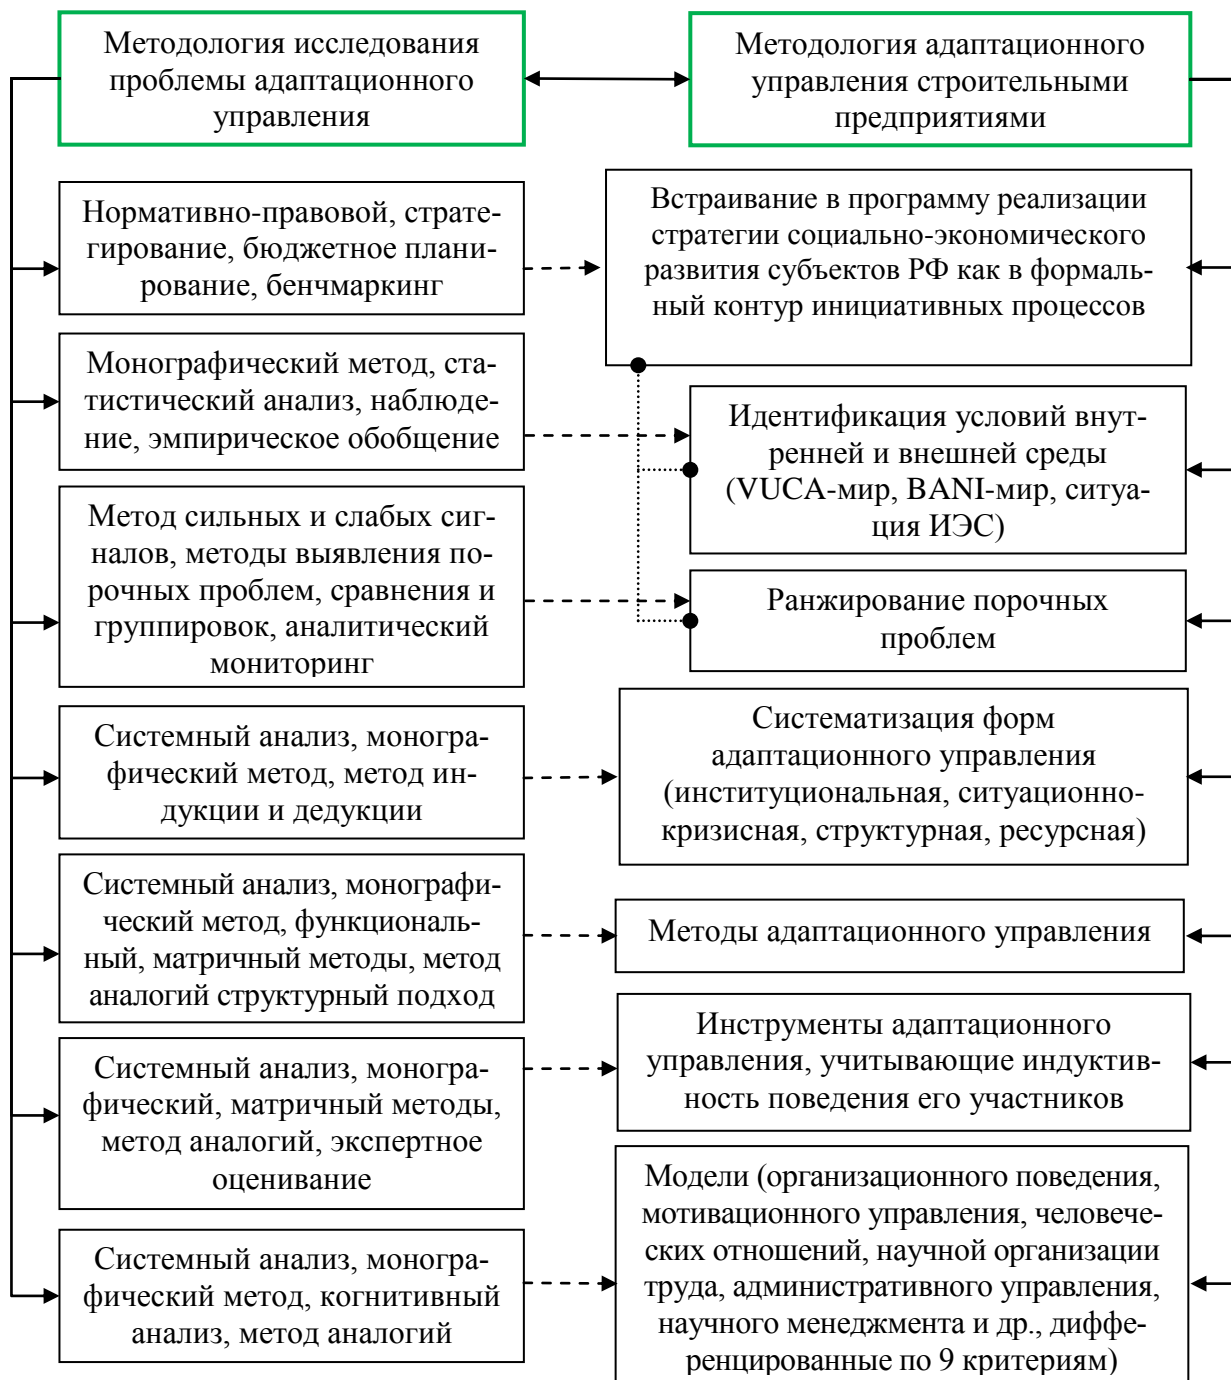 Методология исследования
проблемы адаптационного
управления
Методология адаптационного
управления строительными
предприятиями
Нормативно-правовой, страте-
гирование, бюджетное плани-
рование, бенчмаркинг
Встраивание в программу реализации
стратегии социально-экономического
развития субъектов РФ как в формаль-
ный контур инициативных процессов
Монографический метод, ста-
тистический анализ, наблюде-
ние, эмпирическое обобщение
Идентификация условий внут-
ренней и внешней среды
(VUCA-мир, BANI-мир, ситуа-
ция ИЭС)
Метод сильных и слабых сиг-
налов, методы выявления по-
рочных проблем, сравнения и
группировок, аналитический
мониторинг
Ранжирование порочных
проблем
Системный анализ, моногра-
фический метод, метод ин-
дукции и дедукции
Систематизация форм
адаптационного управления
(институциональная, ситуационно-
кризисная, структурная, ресурсная)
Системный анализ, монографи-
ческий метод, функциональ-
ный, матричный методы, метод
аналогий структурный подход
Методы адаптационного управления
Системный анализ, моногра-
фический, матричный методы,
метод аналогий, экспертное
оценивание
Инструменты адаптационного
управления, учитывающие индуктив-
ность поведения его участников
Системный анализ, моногра-
фический метод, когнитивный
анализ, метод аналогий
Модели (организационного поведения,
мотивационного управления, человече-
ских отношений, научной организации
труда, административного управления,
научного менеджмента и др., диффе-
ренцированные по 9 критериям)